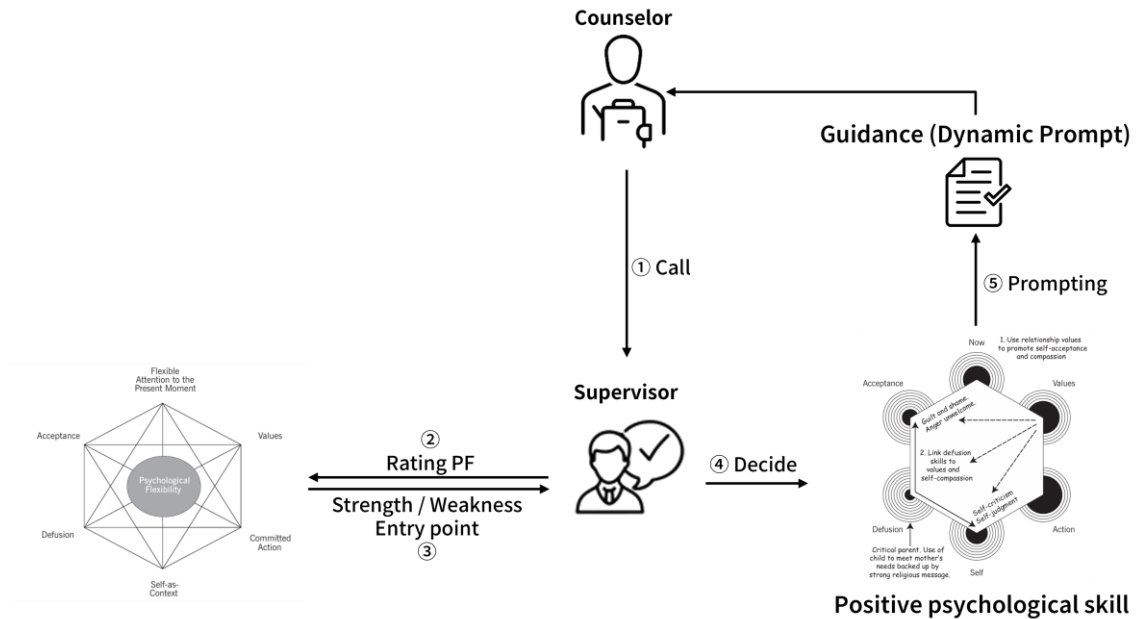 Counselor
Guidance (Dynamic Prompt)
① Call
⑤ Prompting
Supervisor
Flexible
Attention to the
Present Moment
Acceptance
Values
Psychological
Flexibility
Defusion
Committed
Action
Self-as-
Context
②
Rating PF
Strength / Weakness
Entry point
③
④ Decide
Now
1. Use relationship values
to promote self-acceptance
and compassion
Acceptance
Values
Guilt and shame.
Anger unwelcome.
2. Link defusion
skills to
values and
self-compassion
Self-criticism
Self-judgment
Defusion
Action
Critical parent. Use of
child to meet mother's
needs backed up by
strong religious message.
Self
Positive psychological skill